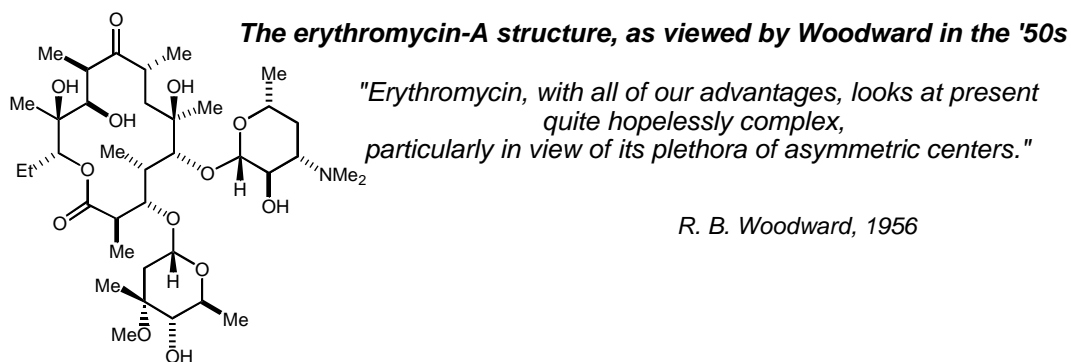 The erythromycin-A structure, as viewed by Woodward in the '50s
"Erythromycin, with all of our advantages, looks at present
quite hopelessly complex,
particularly in view of its plethora of asymmetric centers."
R. B. Woodward, 1956
O
Me
Me
OH
OH
Me
Me
OH
Me
O
Me
Et
O
O
O
H
OH
NMe2
O
O
Me
H
O
Me
MeO
Me
OH